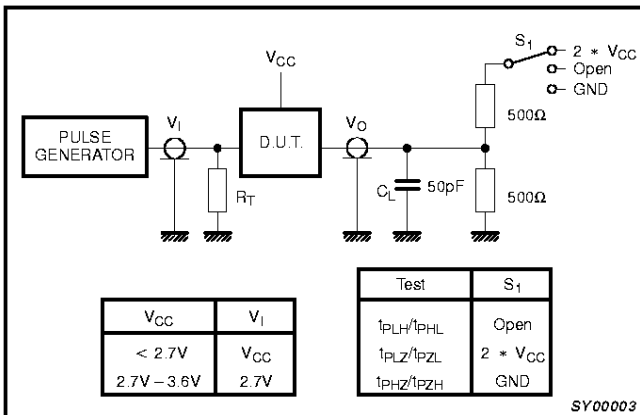 S1
2 * VCC
Open
GND
VCC
500Ω
VI
VO
PULSE
GENERATOR
D.U.T.
RT
CL
50pF
500Ω
VCC VI
< 2.7V VCC
2.7V – 3.6V 2.7V
Test S1
tPLH/tPHL Open
tPLZ/tPZL 2 * VCC
tPHZ/tPZH GND
SY00003